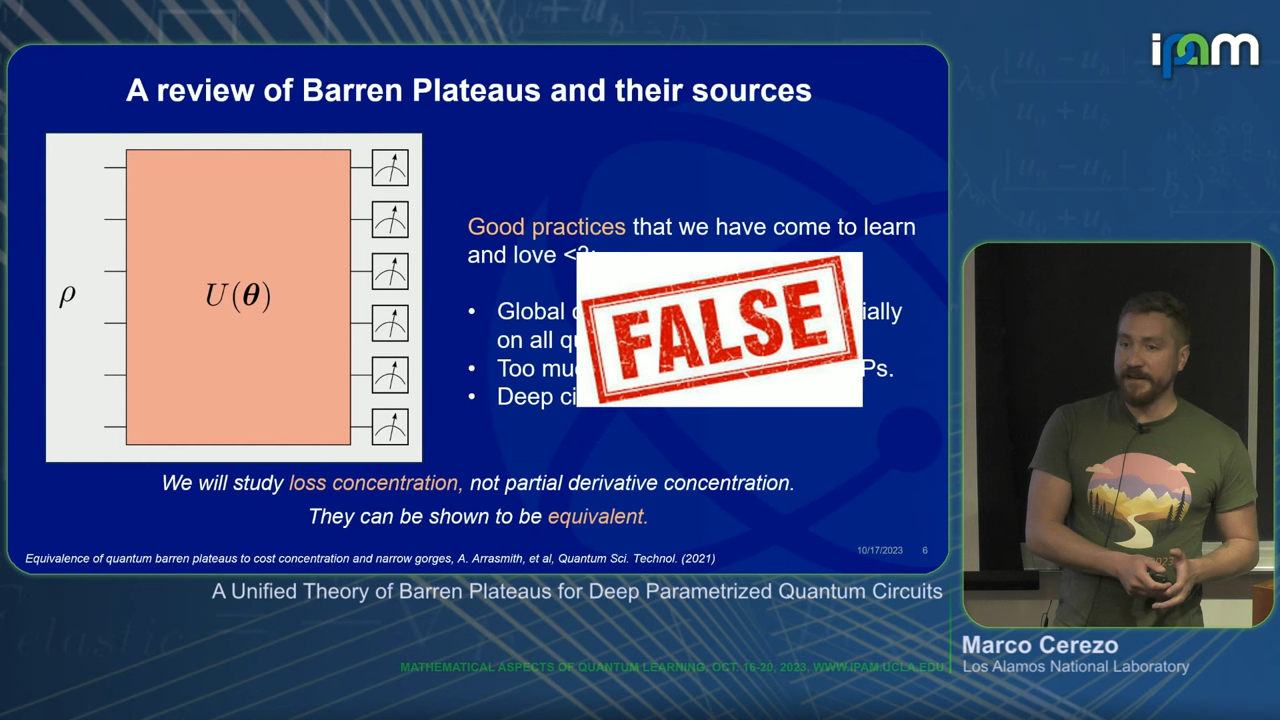 ipam
A review of Barren Plateaus and their sources
ρ
U(θ)
Good practices that we have come to learn
and love <3:
Global ially
on all
Too Ps.
Deep
FALSE
We will study loss concentration, not partial derivative concentration.
They can be shown to be equivalent.
Equivalence of quantum barren plateaus to cost concentration and narrow gorges, A. Arrasmith, et al, Quantum Sci. Technol. (2021)
10/17/2023 6
A Unified Theory of Barren Plateaus for Deep Parametrized Quantum Circuits
Marco Cerezo
Los Alamos National Laboratory
MATHEMATICAL ASPECTS OF QUANTUM LEARNING, OCT. 16-20, 2023, WWW.IPAM.UCLA.EDU